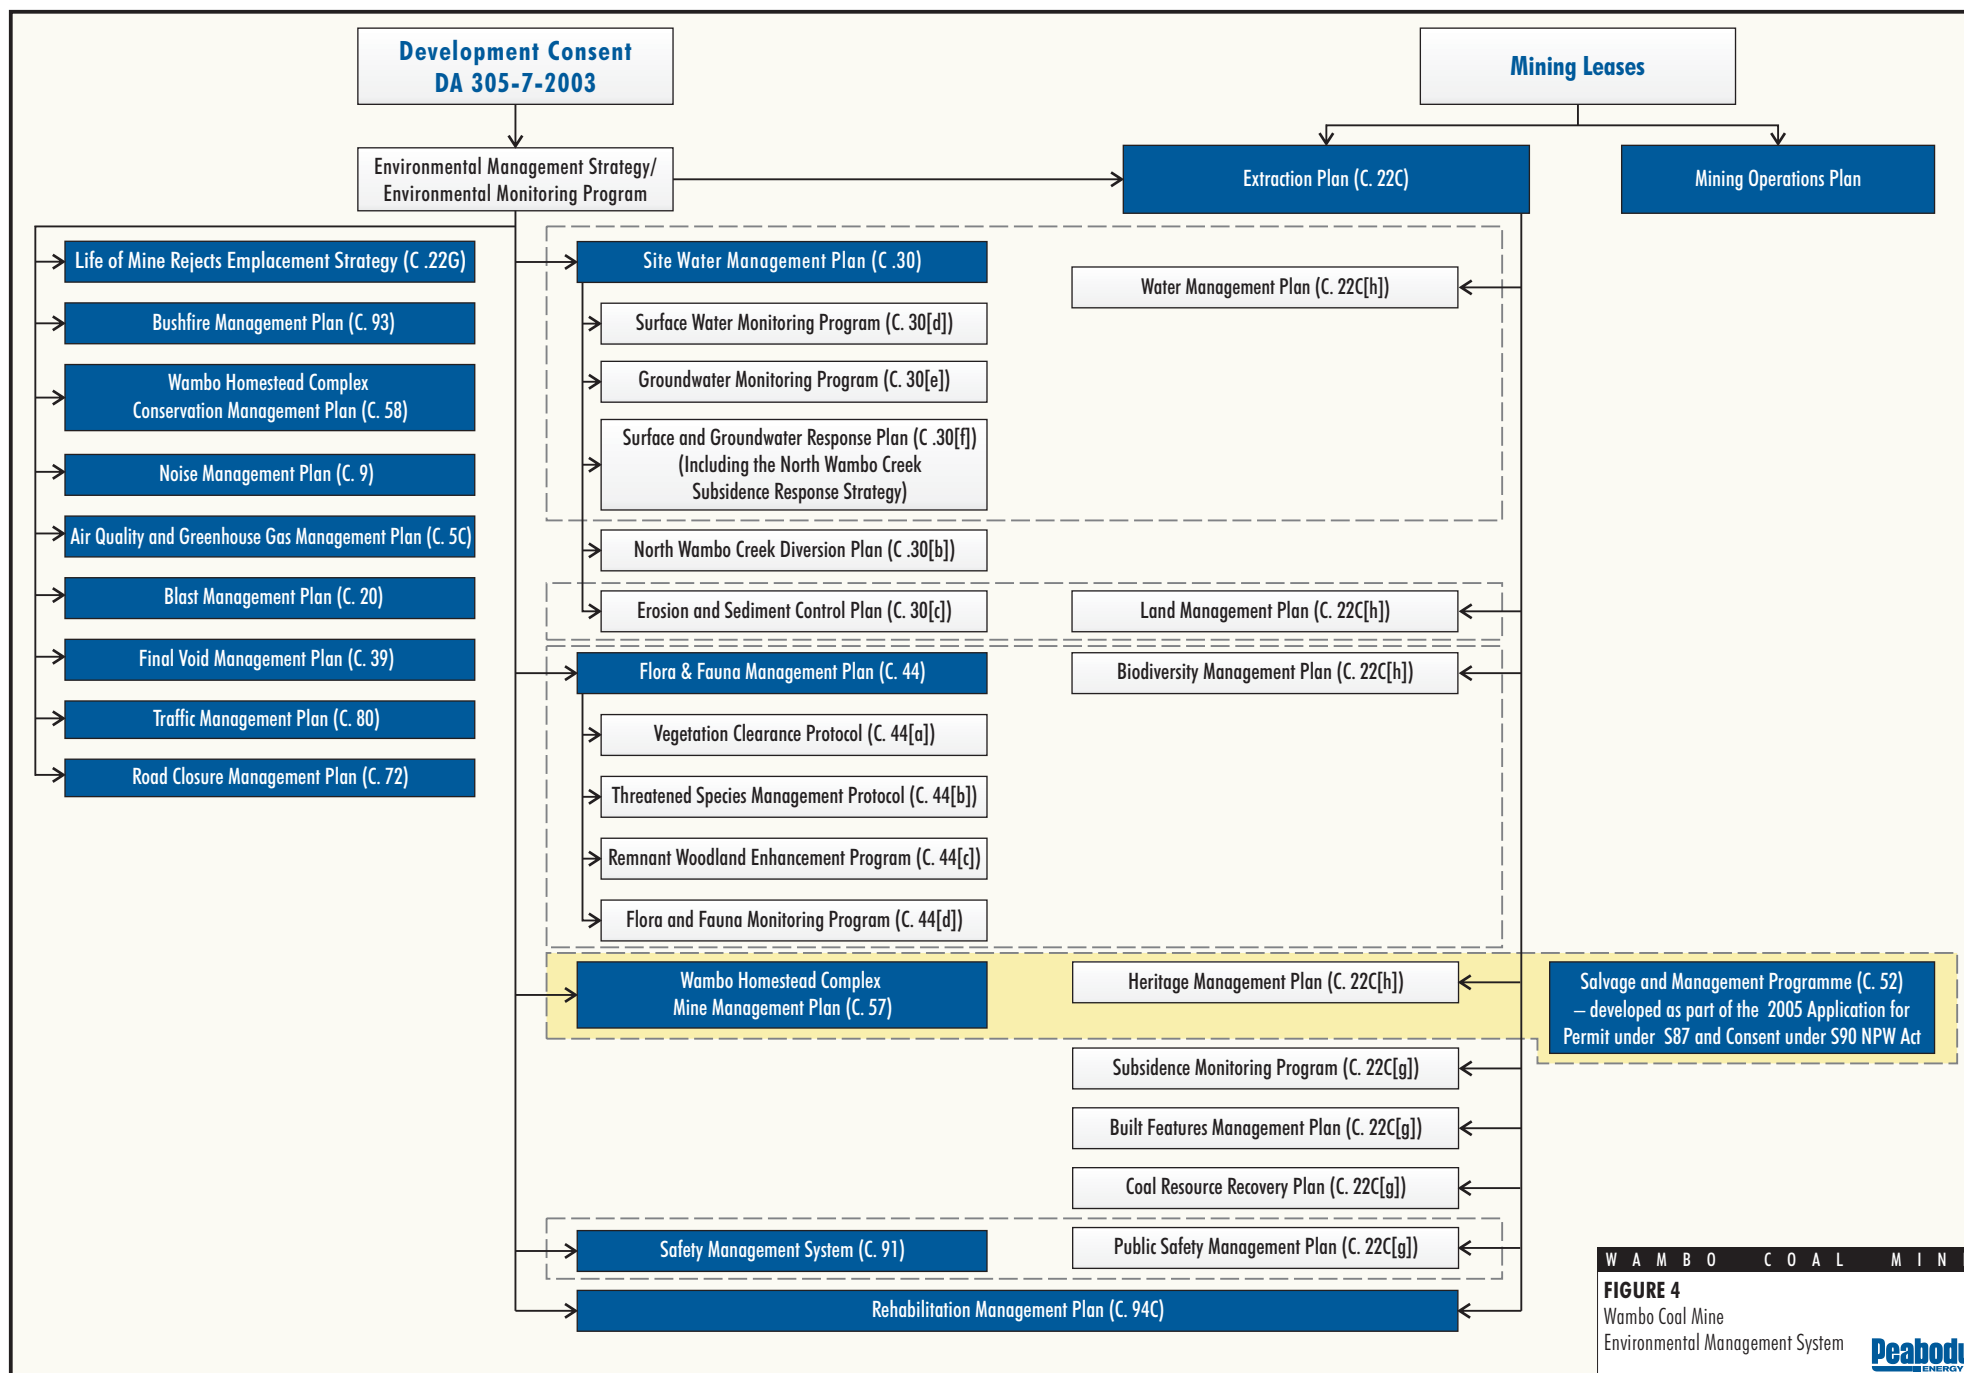 Development Consent
DA 305-7-2003
Mining Leases
Environmental Management Strategy/
Environmental Monitoring Program
Extraction Plan (C. 22C)
Mining Operations Plan
Life of Mine Rejects Emplacement Strategy (C .22G)
Bushfire Management Plan (C. 93)
Wambo Homestead Complex
Conservation Management Plan (C. 58)
Noise Management Plan (C. 9)
Air Quality and Greenhouse Gas Management Plan (C. 5C)
Blast Management Plan (C. 20)
Final Void Management Plan (C. 39)
Traffic Management Plan (C. 80)
Road Closure Management Plan (C. 72)
Site Water Management Plan (C .30)
Surface Water Monitoring Program (C. 30[d])
Groundwater Monitoring Program (C. 30[e])
Surface and Groundwater Response Plan (C .30[f])
(Including the North Wambo Creek
Subsidence Response Strategy)
North Wambo Creek Diversion Plan (C .30[b])
Erosion and Sediment Control Plan (C. 30[c])
Flora & Fauna Management Plan (C. 44)
Vegetation Clearance Protocol (C. 44[a])
Threatened Species Management Protocol (C. 44[b])
Remnant Woodland Enhancement Program (C. 44[c])
Flora and Fauna Monitoring Program (C. 44[d])
Wambo Homestead Complex
Mine Management Plan (C. 57)
Safety Management System (C. 91)
Rehabilitation Management Plan (C. 94C)
Water Management Plan (C. 22C[h])
Land Management Plan (C. 22C[h])
Biodiversity Management Plan (C. 22C[h])
Heritage Management Plan (C. 22C[h])
Subsidence Monitoring Program (C. 22C[g])
Built Features Management Plan (C. 22C[g])
Coal Resource Recovery Plan (C. 22C[g])
Public Safety Management Plan (C. 22C[g])
Salvage and Management Programme (C. 52)
– developed as part of the 2005 Application for
Permit under S87 and Consent under S90 NPW Act
WAMBO COAL MIN
FIGURE 4
Wambo Coal Mine
Environmental Management System
Peabody
ENERGY